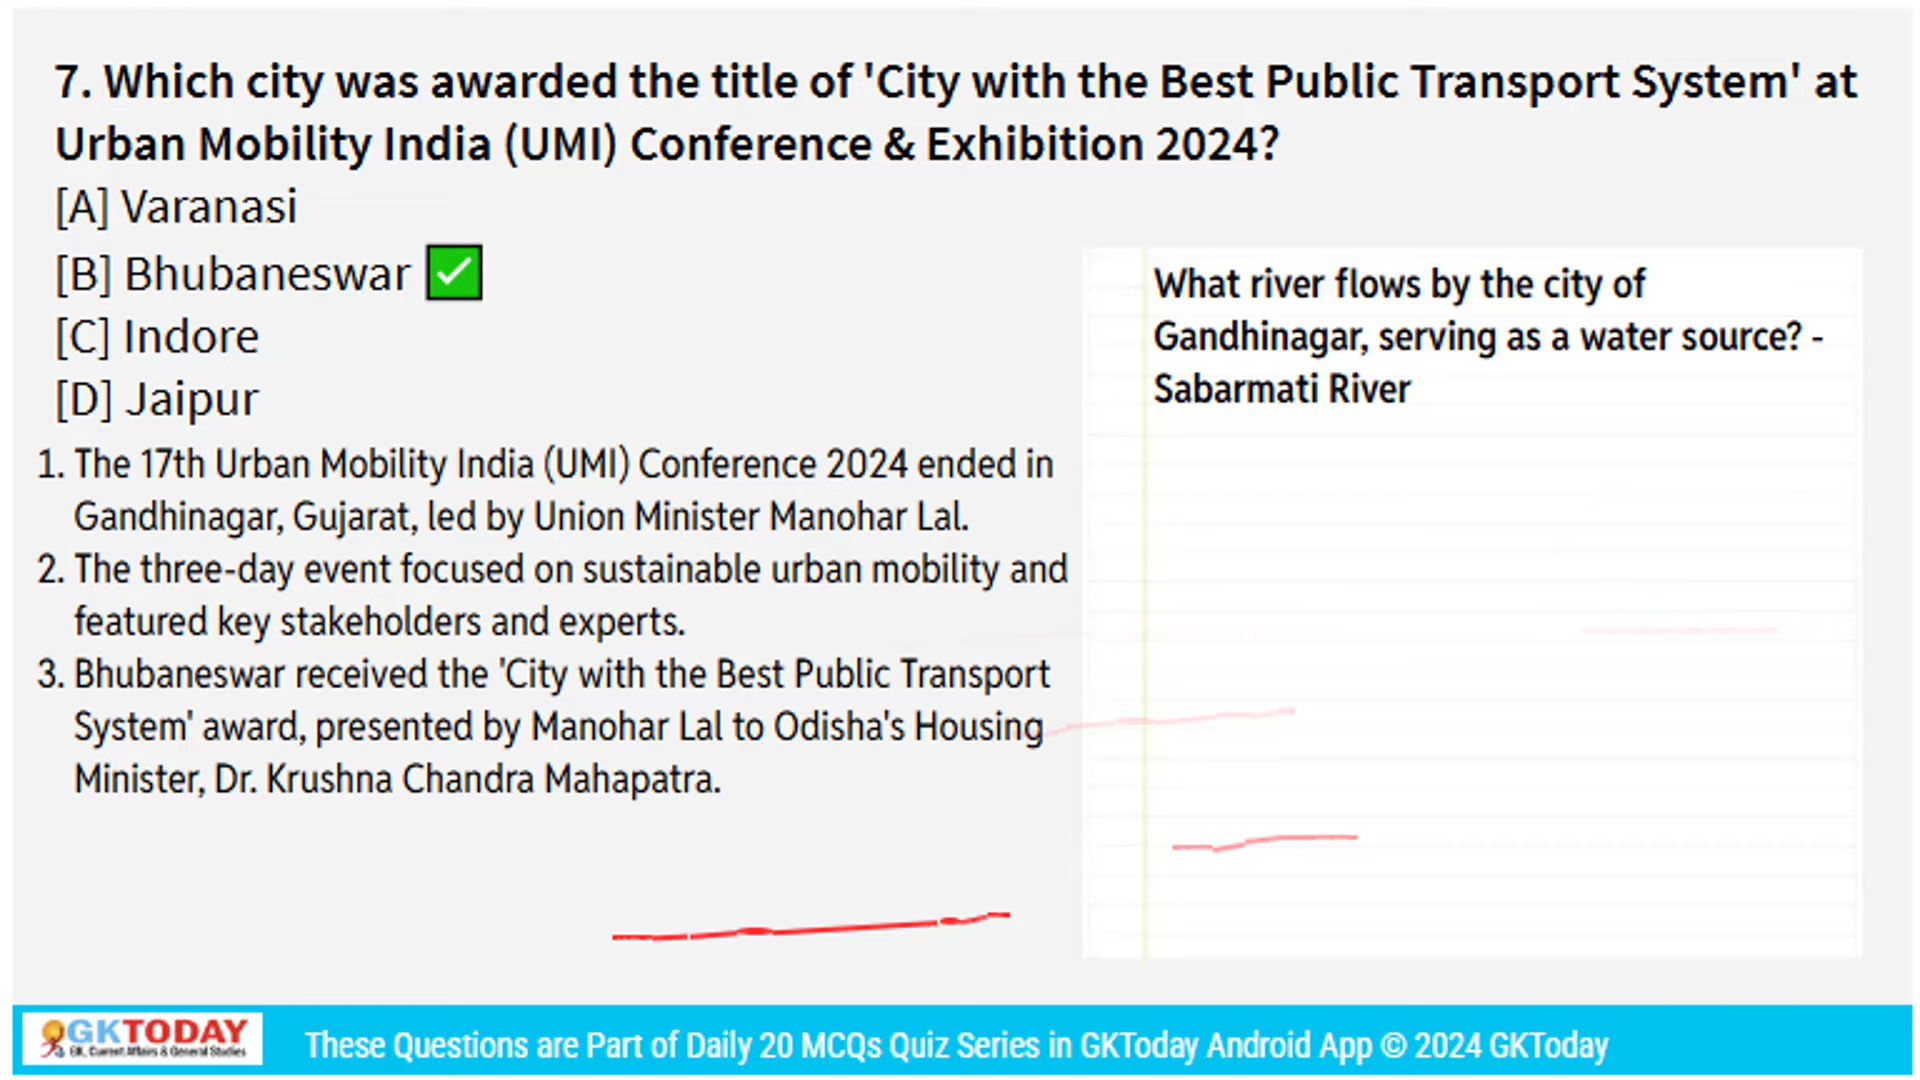 7. Which city was awarded the title of 'City with the Best Public Transport System' at
Urban Mobility India (UMI) Conference & Exhibition 2024?
[A] Varanasi
[B] Bhubaneswar
[C] Indore
[D] Jaipur
1. The 17th Urban Mobility India (UMI) Conference 2024 ended in
Gandhinagar, Gujarat, led by Union Minister Manohar Lal.
2. The three-day event focused on sustainable urban mobility and
featured key stakeholders and experts.
3. Bhubaneswar received the 'City with the Best Public Transport
System' award, presented by Manohar Lal to Odisha's Housing
Minister, Dr. Krushna Chandra Mahapatra.
What river flows by the city of
Gandhinagar, serving as a water source? -
Sabarmati River
GKTODAY
GK, Current Affairs & General Studies
These Questions are Part of Daily 20 MCQs Quiz Series in GKToday Android App © 2024 GKToday